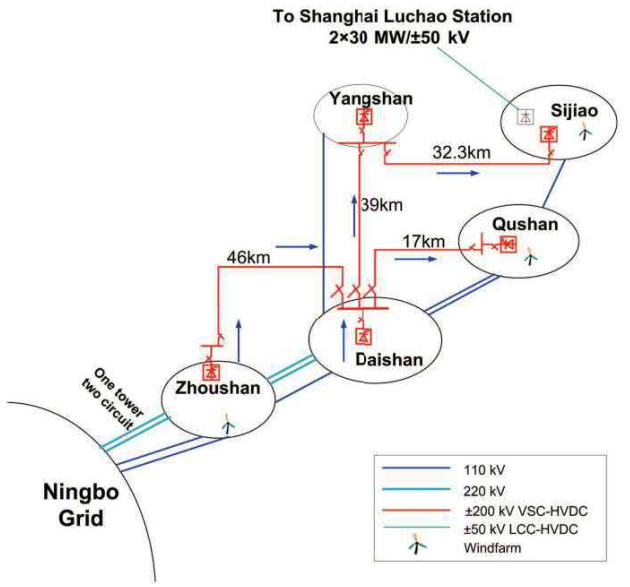 To Shanghai Luchao Station
2×30 MW/±50 kV
Yangshan
Sijiao
32.3km
39km
Qushan
17km
46km
Daishan
Zhoushan
One tower
two circuit
Ningbo
Grid
110 kV
220 kV
±200 kV VSC-HVDC
±50 kV LCC-HVDC
Windfarm